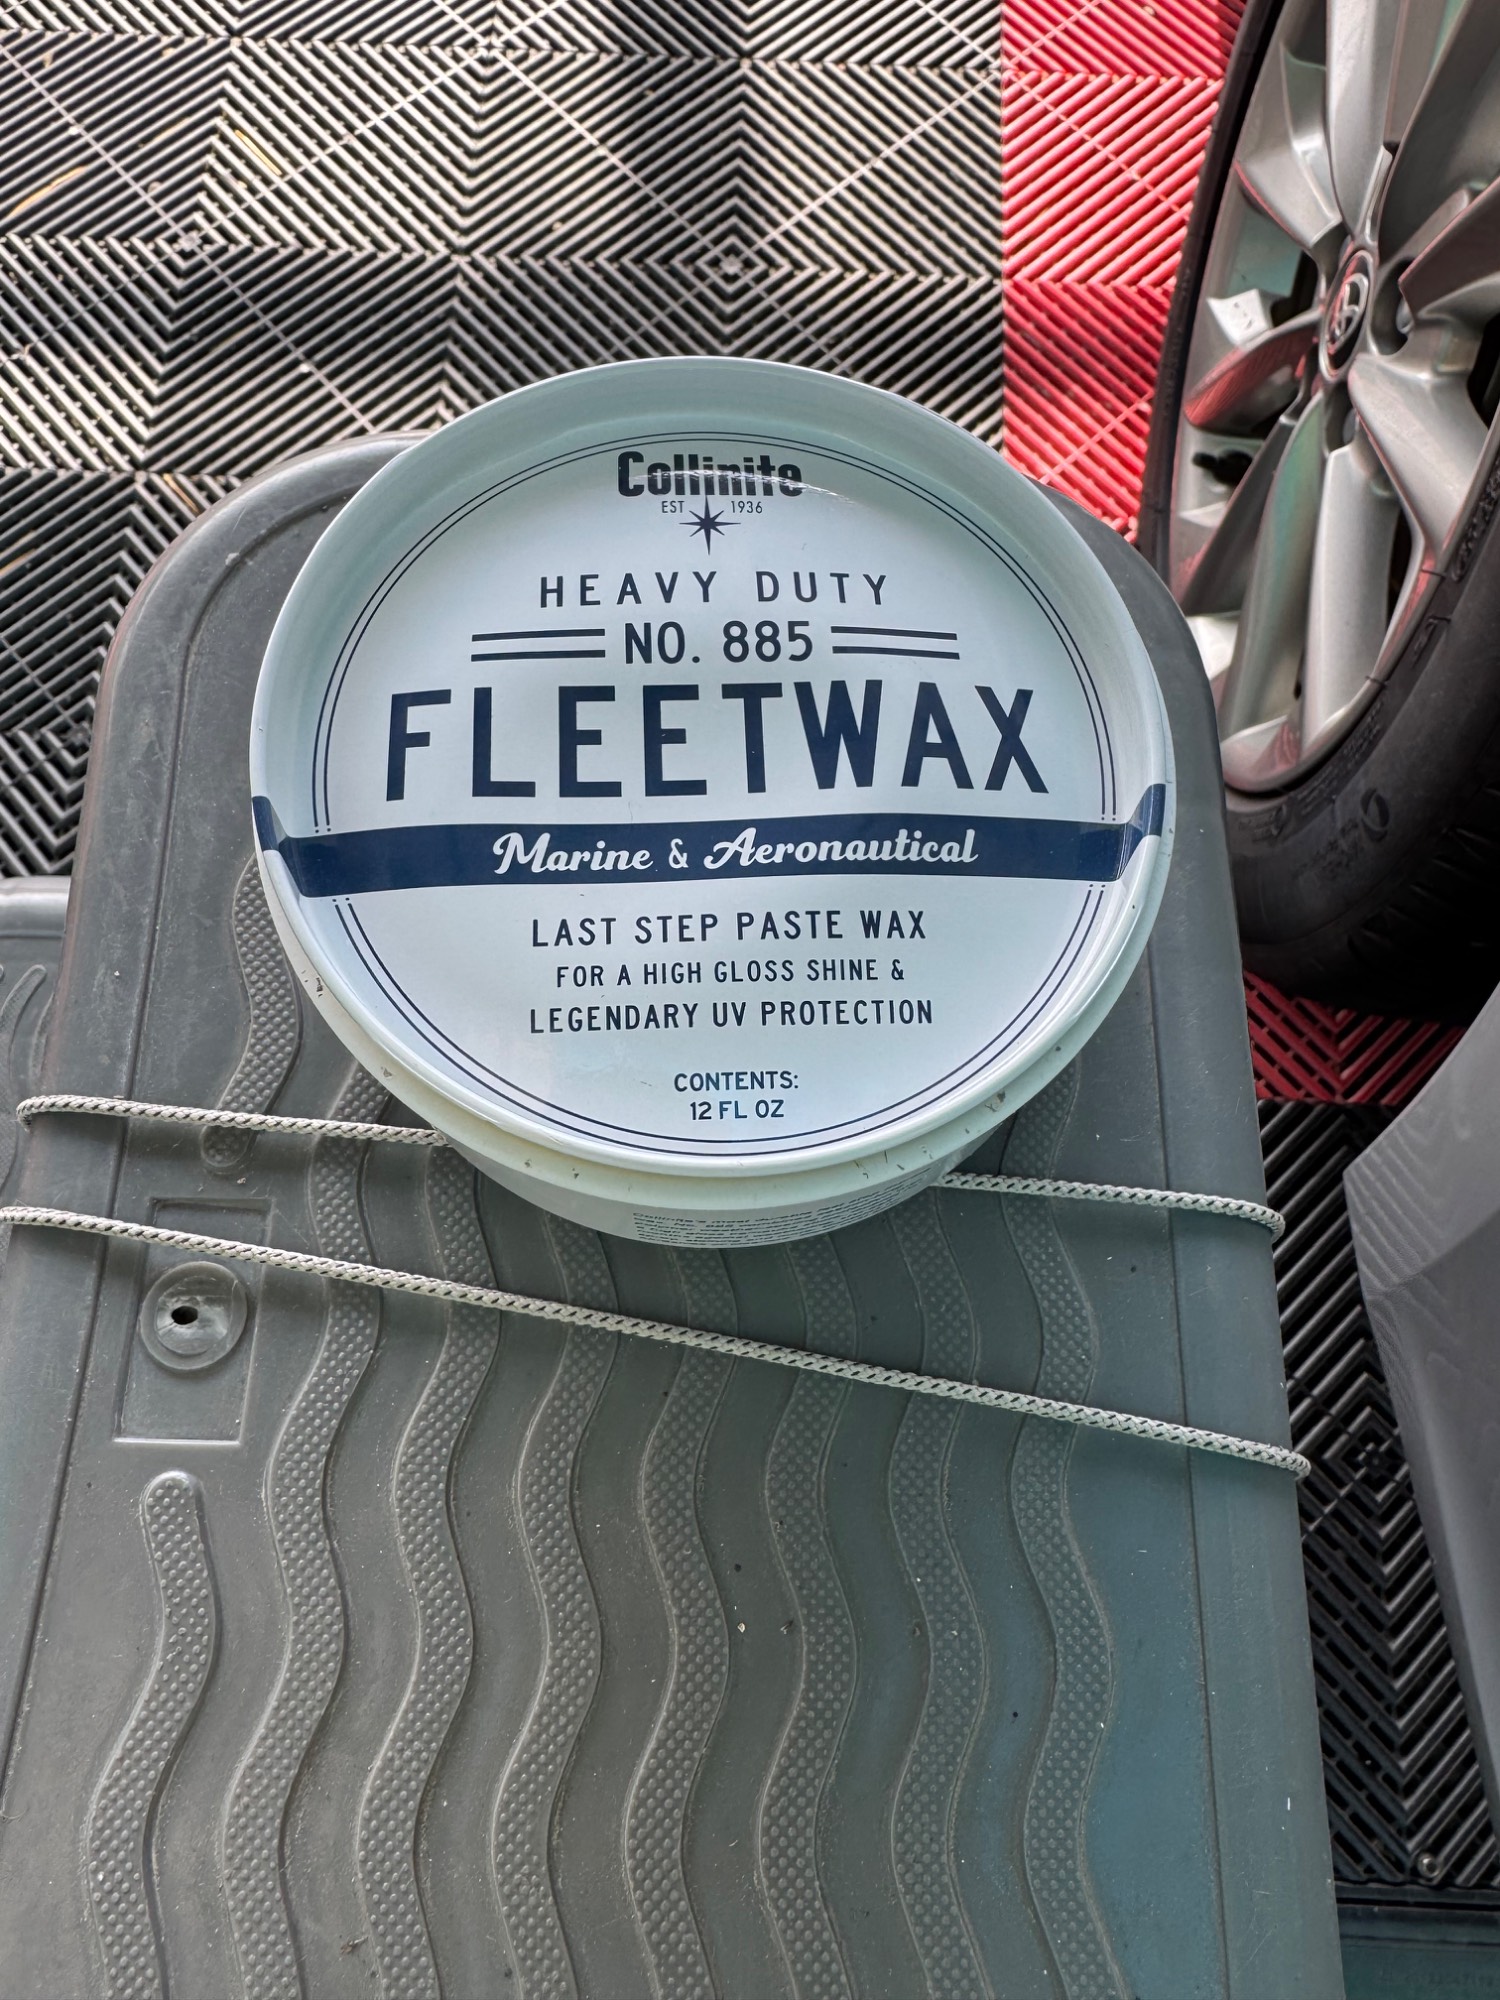 Collinite
EST 1936
HEAVY DUTY
NO. 885
FLEETWAX
Marine & Aeronautical
LAST STEP PASTE WAX
FOR A HIGH GLOSS SHINE &
LEGENDARY UV PROTECTION
CONTENTS:
12 FL OZ